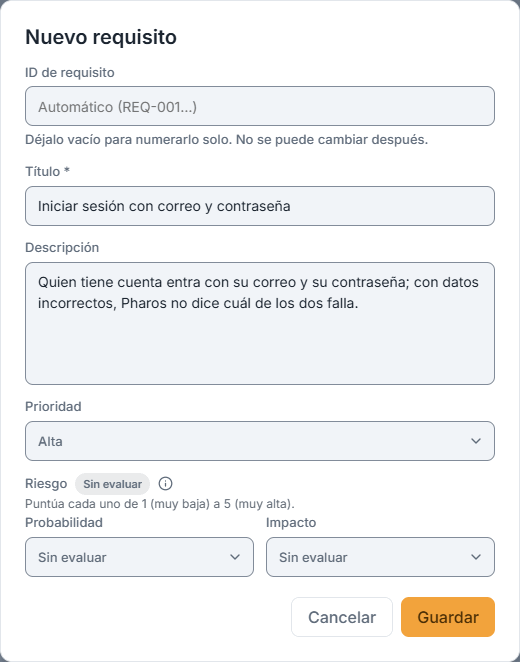 Nuevo requisito
ID de requisito
Automático (REQ-001...)
Déjalo vacío para numerarlo solo. No se puede cambiar después.
Título *
Iniciar sesión con correo y contraseña
Descripción
Quien tiene cuenta entra con su correo y su contraseña; con datos
incorrectos, Pharos no dice cuál de los dos falla.
Prioridad
Alta
Riesgo Sin evaluar
Puntúa cada uno de 1 (muy baja) a 5 (muy alta).
Probabilidad Impacto
Sin evaluar Sin evaluar
Cancelar Guardar